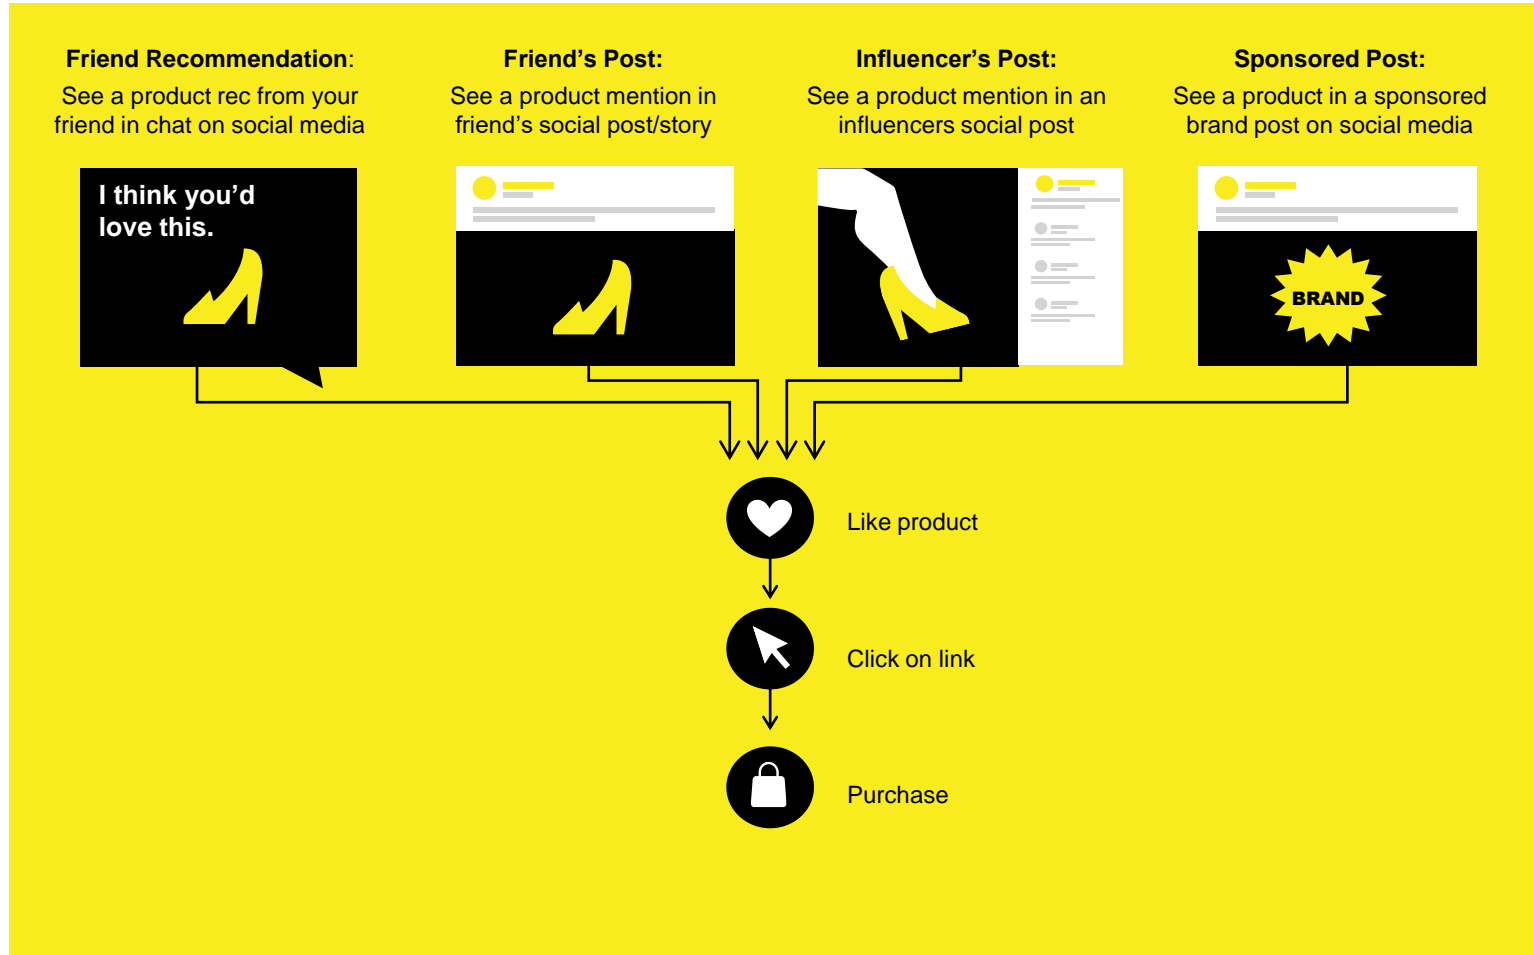 Friend Recommendation:
See a product rec from your
friend in chat on social media
I think you’d
love this.
Friend’s Post:
See a product mention in
friend’s social post/story
Influencer’s Post:
See a product mention in an
influencers social post
Sponsored Post:
See a product in a sponsored
brand post on social media
BRAND
Like product
Click on link
Purchase